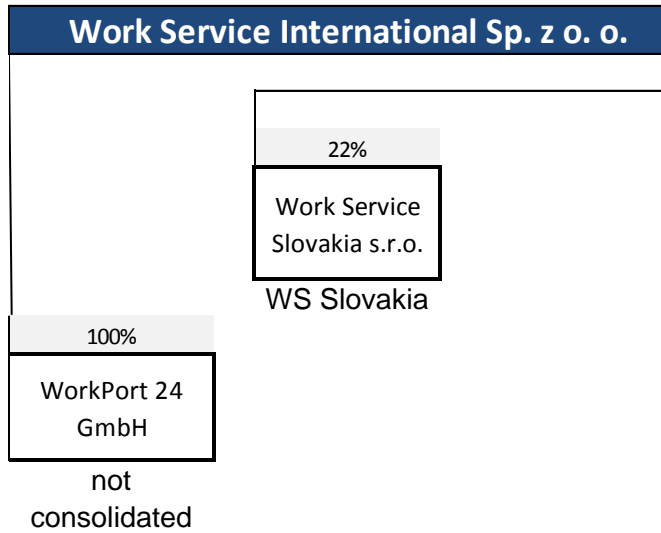 Work Service International Sp. z o. o.
22%
Work Service
Slovakia s.r.o.
WS Slovakia
100%
WorkPort 24
GmbH
not
consolidated